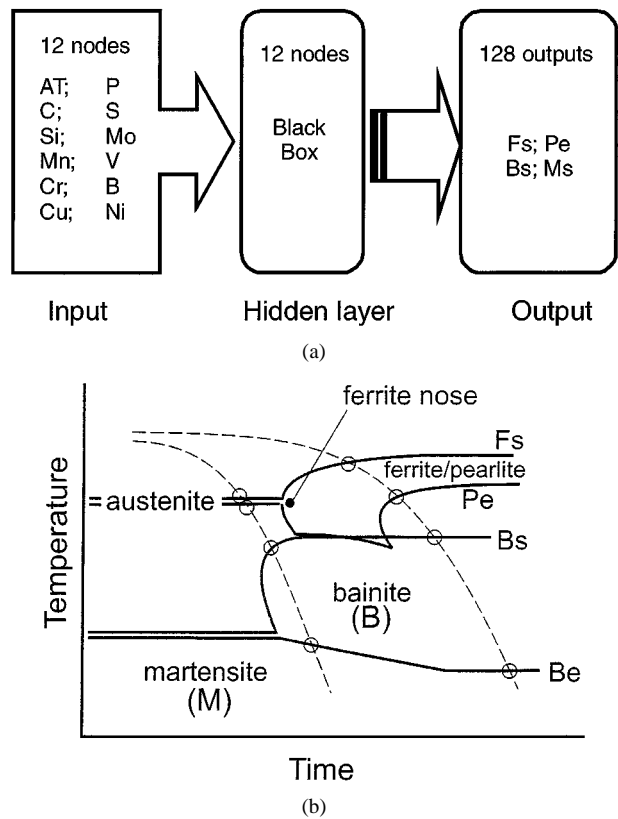 12 nodes
AT; P
C; S
Si; Mo
Mn; V
Cr; B
Cu; Ni
12 nodes
Black
Box
128 outputs
Fs; Pe
Bs; Ms
Input
Hidden layer
Output
(a)
ferrite nose
Fs
ferrite/pearlite
austenite
Pe
Bs
bainite
(B)
martensite
(M)
Be
Temperature
Time
(b)